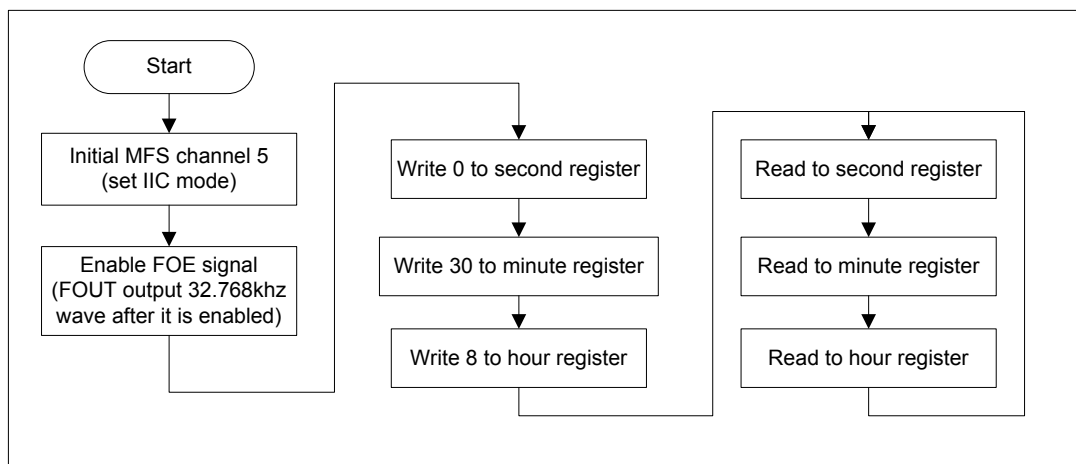 Start
Initial MFS channel 5
(set IIC mode)
Enable FOE signal
(FOUT output 32.768khz
wave after it is enabled)
Write 0 to second register
Write 30 to minute register
Write 8 to hour register
Read to second register
Read to minute register
Read to hour register